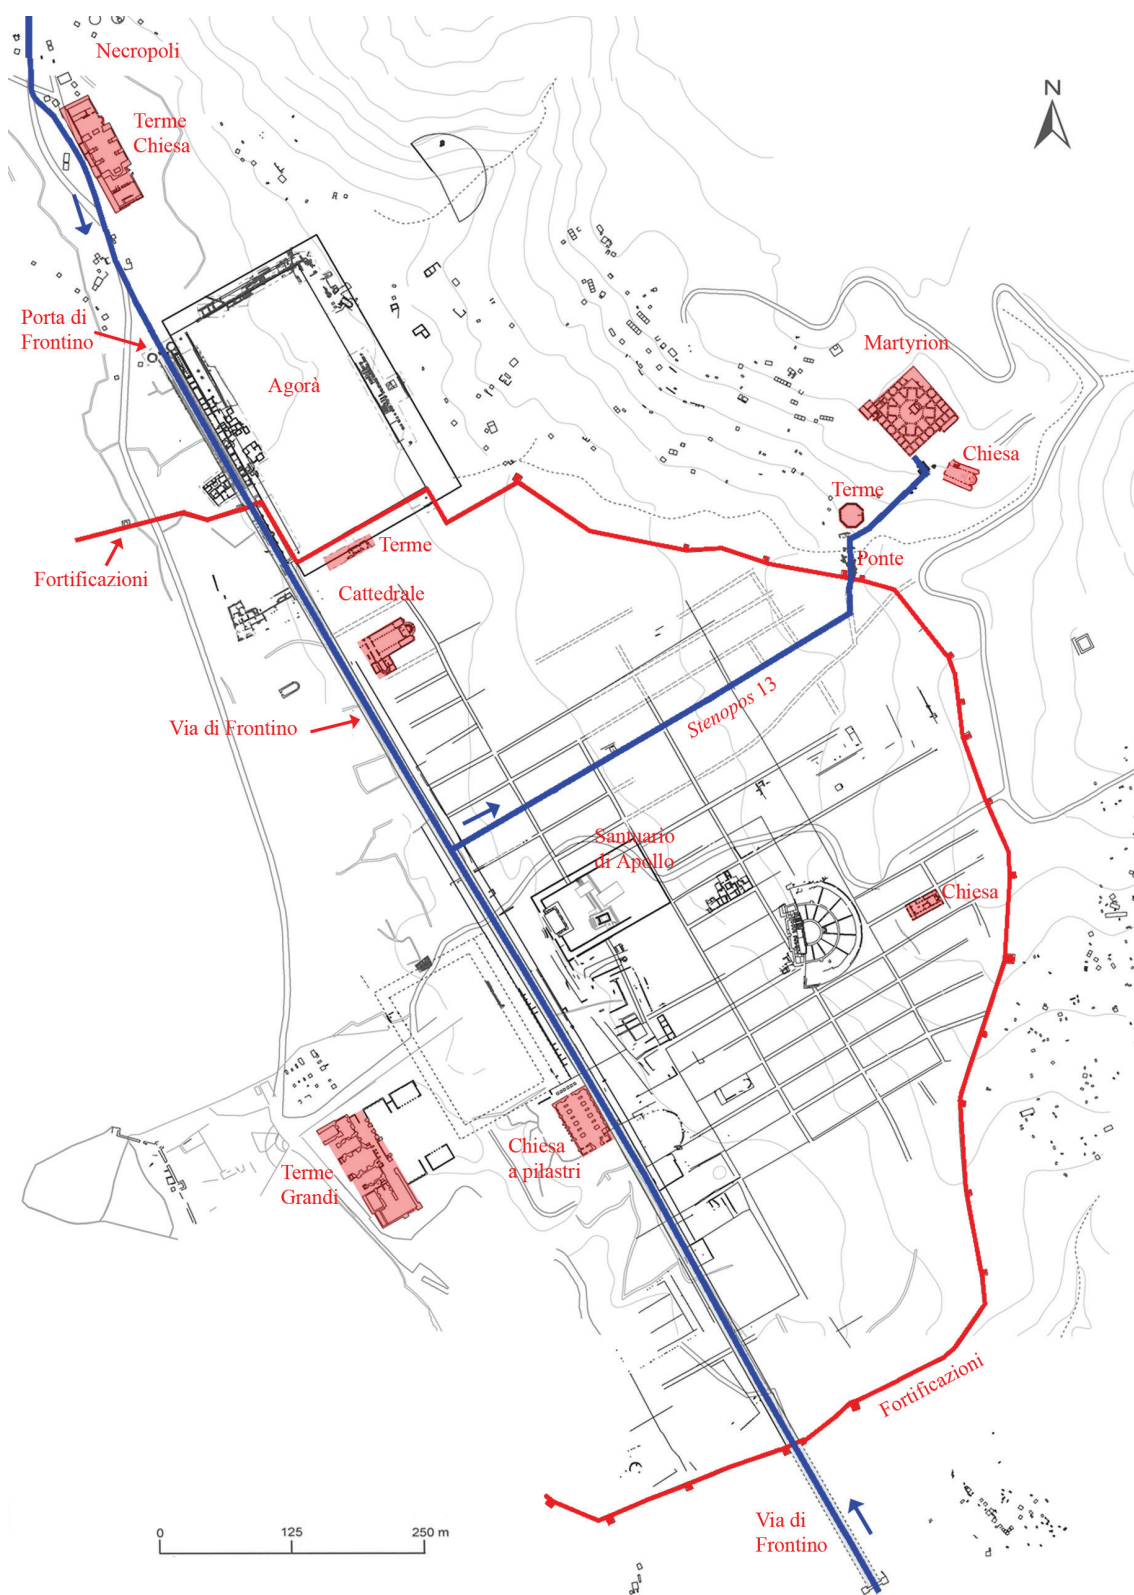 Necropoli
N
Terme
Chiesa
Porta di
Frontino
Agorà
Martyrion
Chiesa
Terme
Terme
Ponte
Fortificazioni
Cattedrale
Stenopos 13
Via di Frontino
Santuario
di Apollo
Chiesa
Chiesa
a pilastri
Terme
Grandi
Fortificazioni
Via di
Frontino
0 125 250 m